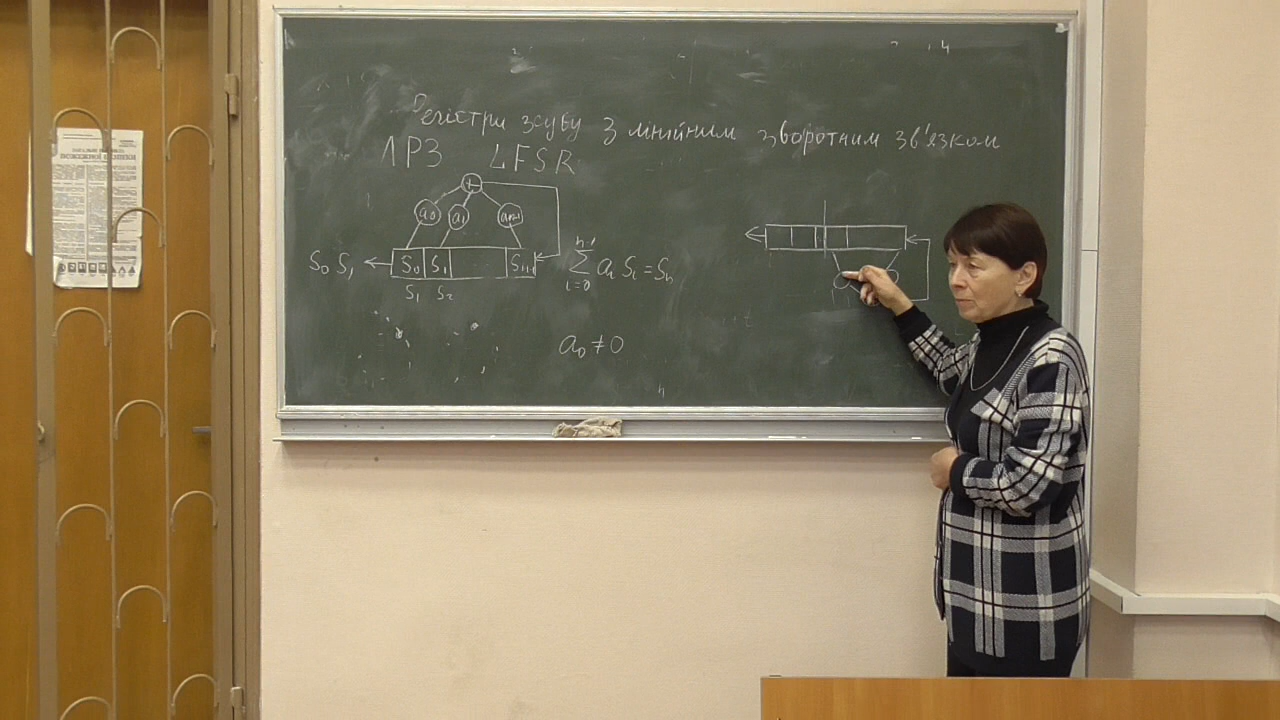 Регістри зсуву з лінійним зворотним зв'язком
ЛРЗ LFSR
+
a0 a1 an-1
S0 S1 ← S0 S1 Sn-1
S1 S2
n-1
∑ ai Si = Sn
i=0
a0 ≠ 0